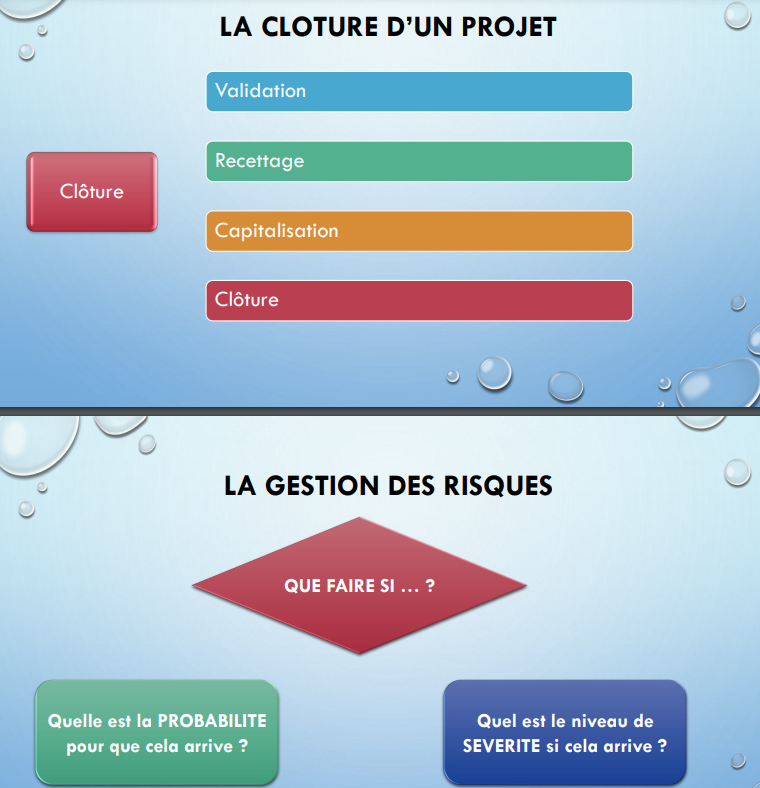 LA CLOTURE D’UN PROJET
Validation
Recettage
Clôture
Capitalisation
Clôture
LA GESTION DES RISQUES
QUE FAIRE SI ... ?
Quelle est la PROBABILITE
pour que cela arrive ?
Quel est le niveau de
SEVERITE si cela arrive ?